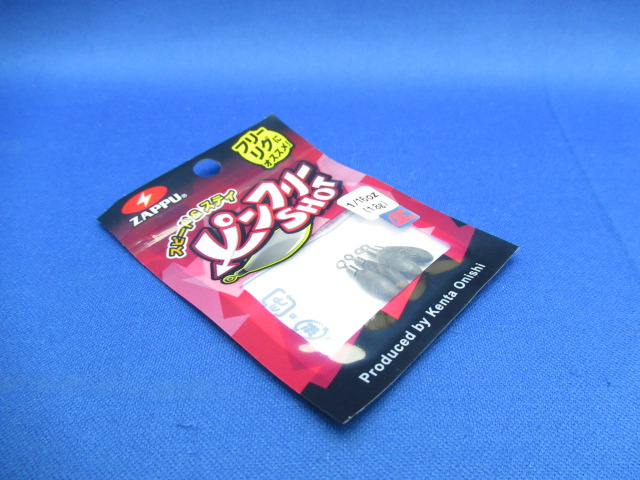 ZAPPU®
フリー
リグに
オススメ!
スピード&ステイ
ピンフリー
SHOT
1/16oz
(1.8g)
Produced by Kenta Onishi